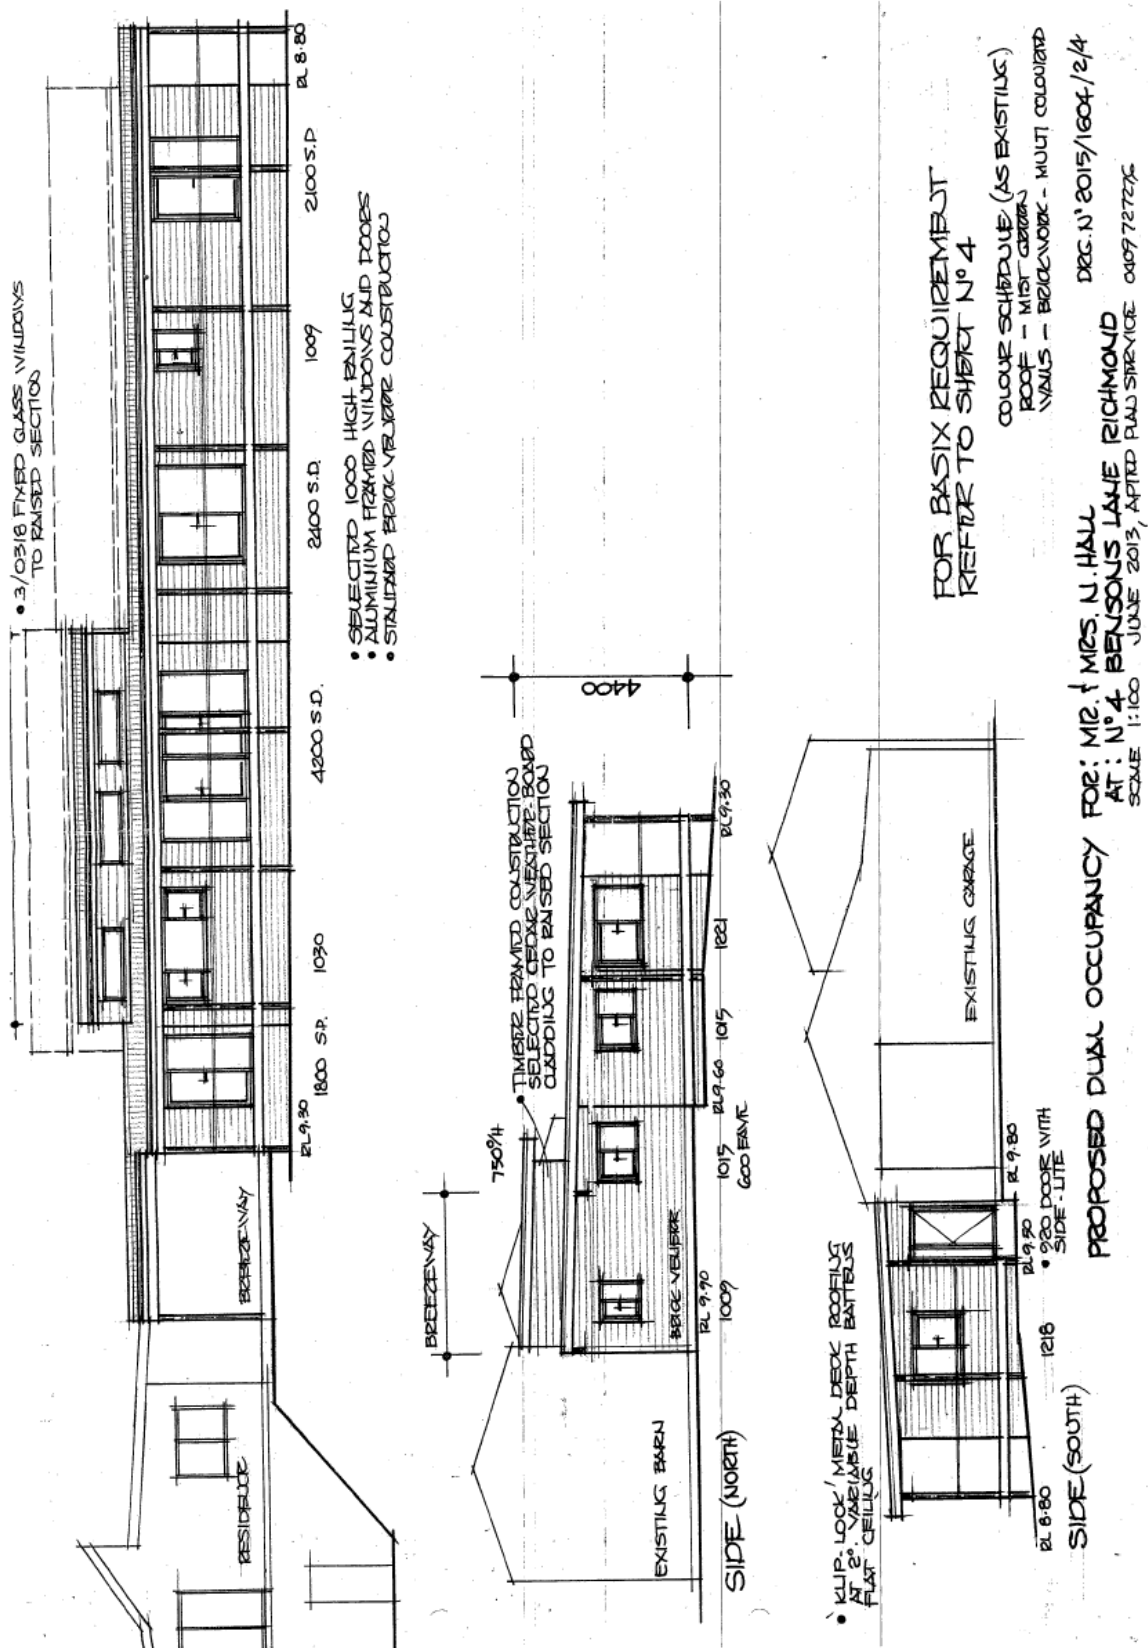 • 3/0318 FIXED GLASS WINDOWS
TO RAISED SECTION
RESIDENCE
BREEZEWAY
RL 9.30
1800 S.D.
1030
4200 S.D.
2400 S.D.
1009
2100 S.D
RL 8.80
• SELECTED 1000 HIGH RAILING
• ALUMINIUM FRAMED WINDOWS AND DOORS
• STANDARD BRICK VENEER CONSTRUCTION
BREEZEWAY
750%H
• TIMBER FRAMED CONSTRUCTION
SELECTED CEDAR WEATHER BOARD
CLADDING TO RAISED SECTION
4400
EXISTING BARN
BRICK VENEER
RL 9.90
1009
1015
600 EAVE
RL 9.60
1015
1221
RL 9.30
SIDE (NORTH)
• 'KLIP-LOCK' METAL DECK ROOFING
AT 2°. VARIABLE DEPTH BATTENS
FLAT CEILING
EXISTING GARAGE
RL 8.80
1218
RL 9.50
• 920 DOOR WITH
SIDE-LITE
RL 9.80
SIDE (SOUTH)
FOR BASIX REQUIREMENT
REFER TO SHEET Nº 4
COLOUR SCHEDULE (AS EXISTING)
ROOF - MIST GREEN
WALLS - BRICKWORK - MULTI COLOURED
PROPOSED DUAL OCCUPANCY FOR: MR. & MRS. N. HALL
AT: Nº 4 BENSONS LANE RICHMOND
DRG. Nº 2015/1604/2/4
SCALE 1:100 JUNE 2013, APTED PLAN SERVICE 0409727276